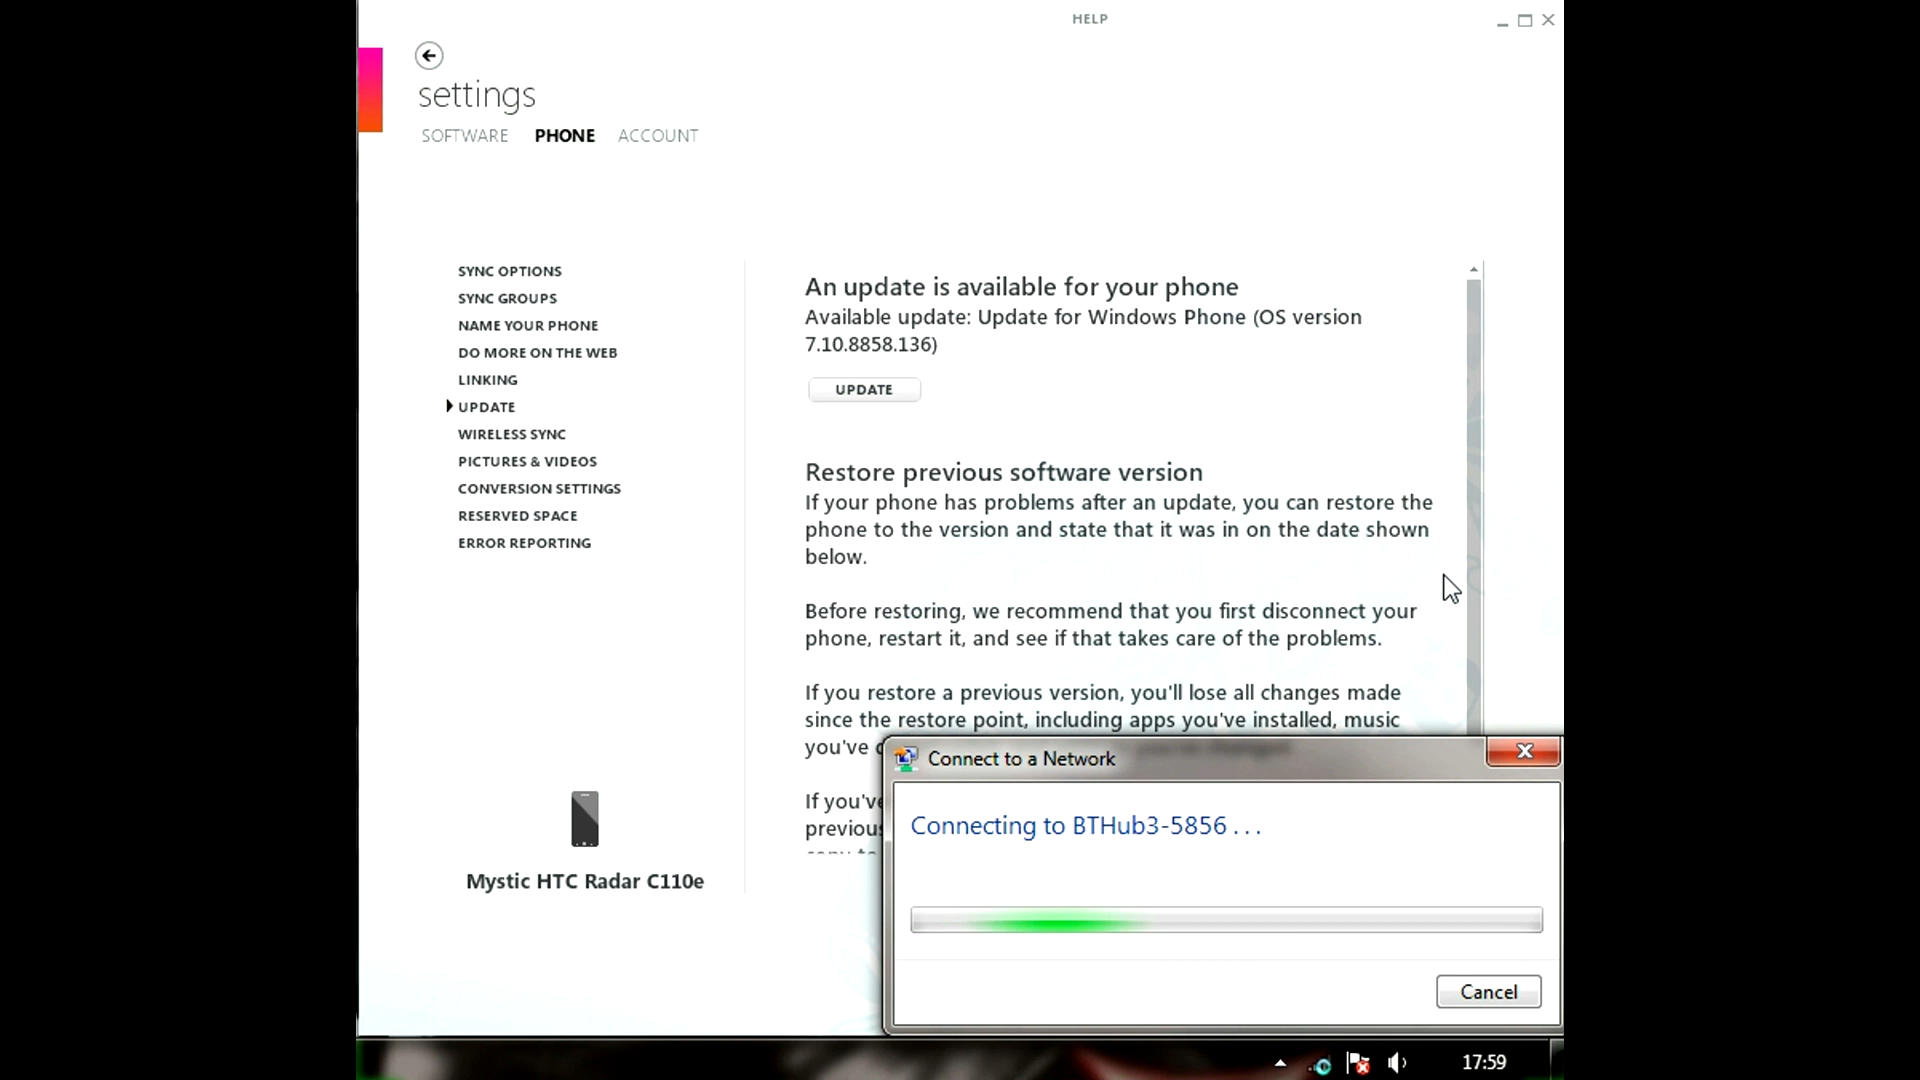 HELP
settings
SOFTWARE PHONE ACCOUNT
SYNC OPTIONS
SYNC GROUPS
NAME YOUR PHONE
DO MORE ON THE WEB
LINKING
UPDATE
WIRELESS SYNC
PICTURES & VIDEOS
CONVERSION SETTINGS
RESERVED SPACE
ERROR REPORTING
Mystic HTC Radar C110e
An update is available for your phone
Available update: Update for Windows Phone (OS version
7.10.8858.136)
UPDATE
Restore previous software version
If your phone has problems after an update, you can restore the
phone to the version and state that it was in on the date shown
below.
Before restoring, we recommend that you first disconnect your
phone, restart it, and see if that takes care of the problems.
If you restore a previous version, you'll lose all changes made
since the restore point, including apps you've installed, music
you've
If you've
previous
Connect to a Network
Connecting to BTHub3-5856 . . .
Cancel
17:59